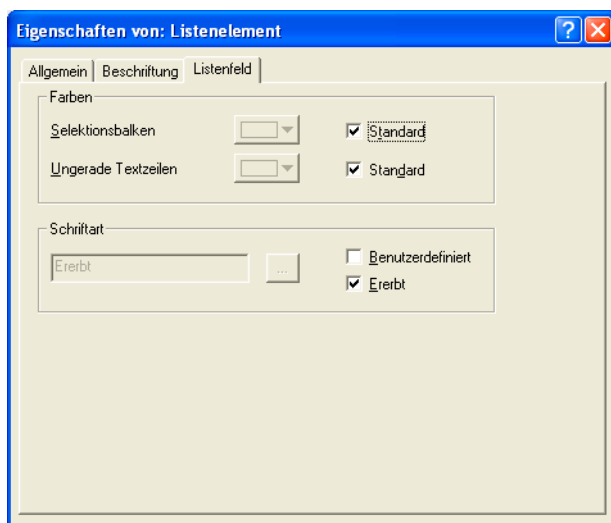 Eigenschaften von: Listenelement
Allgemein Beschriftung Listenfeld
Farben
Selektionsbalken Standard
Ungerade Textzeilen Standard
Schriftart
Ererbt ... Benutzerdefiniert
Ererbt